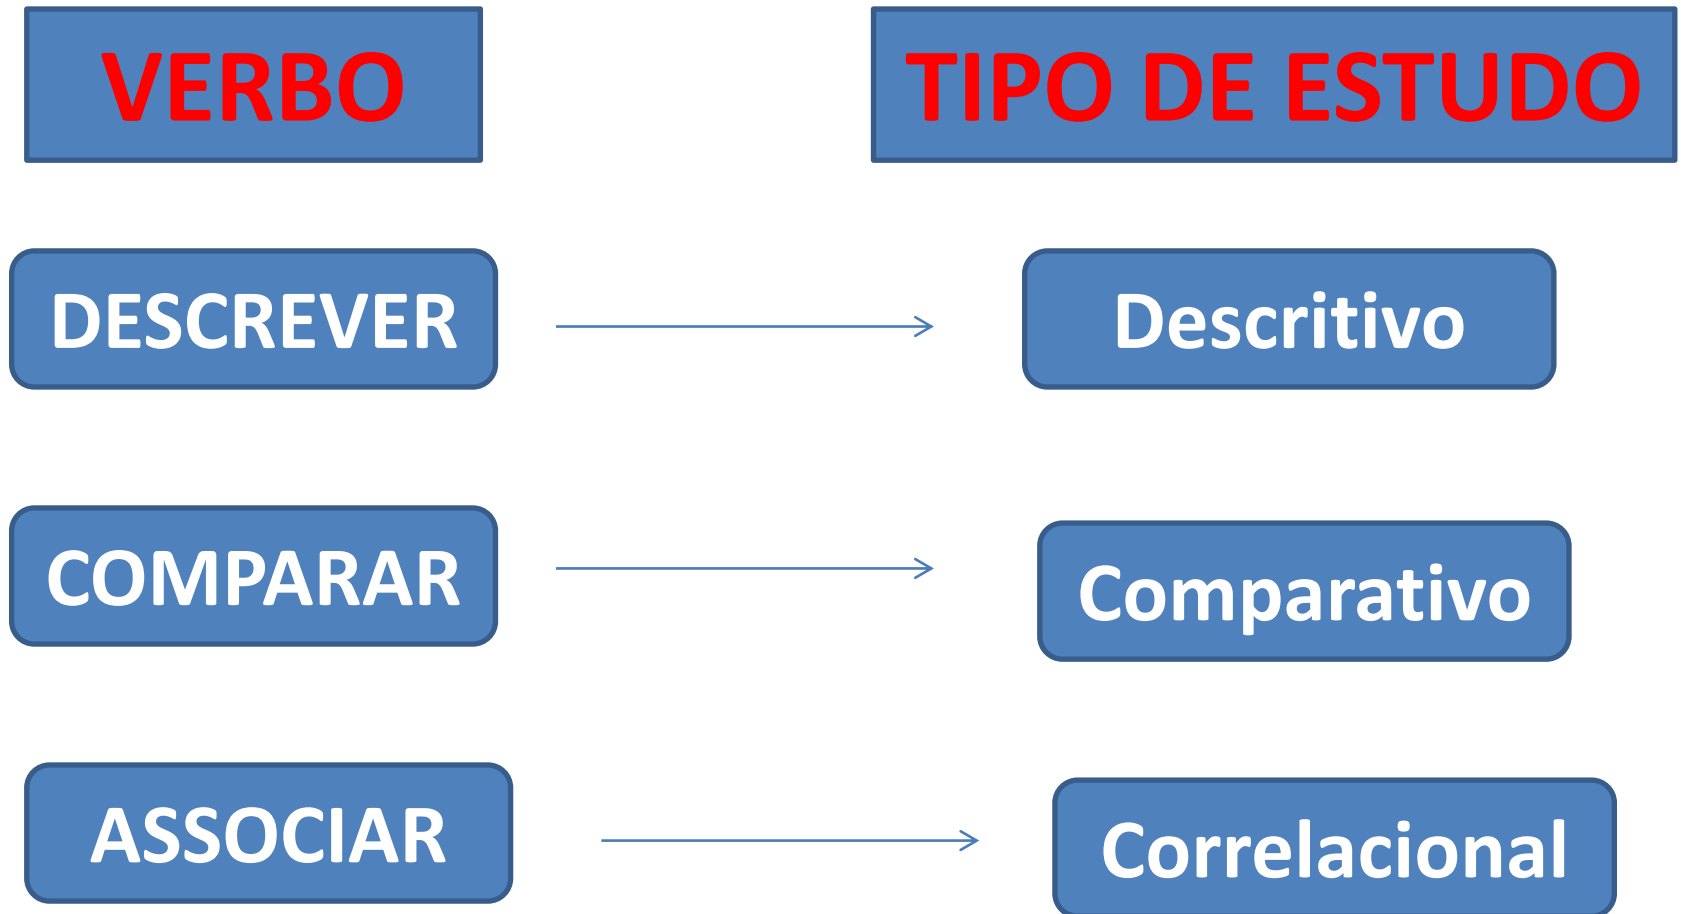 VERBO
TIPO DE ESTUDO
DESCREVER
Descritivo
COMPARAR
Comparativo
ASSOCIAR
Correlacional